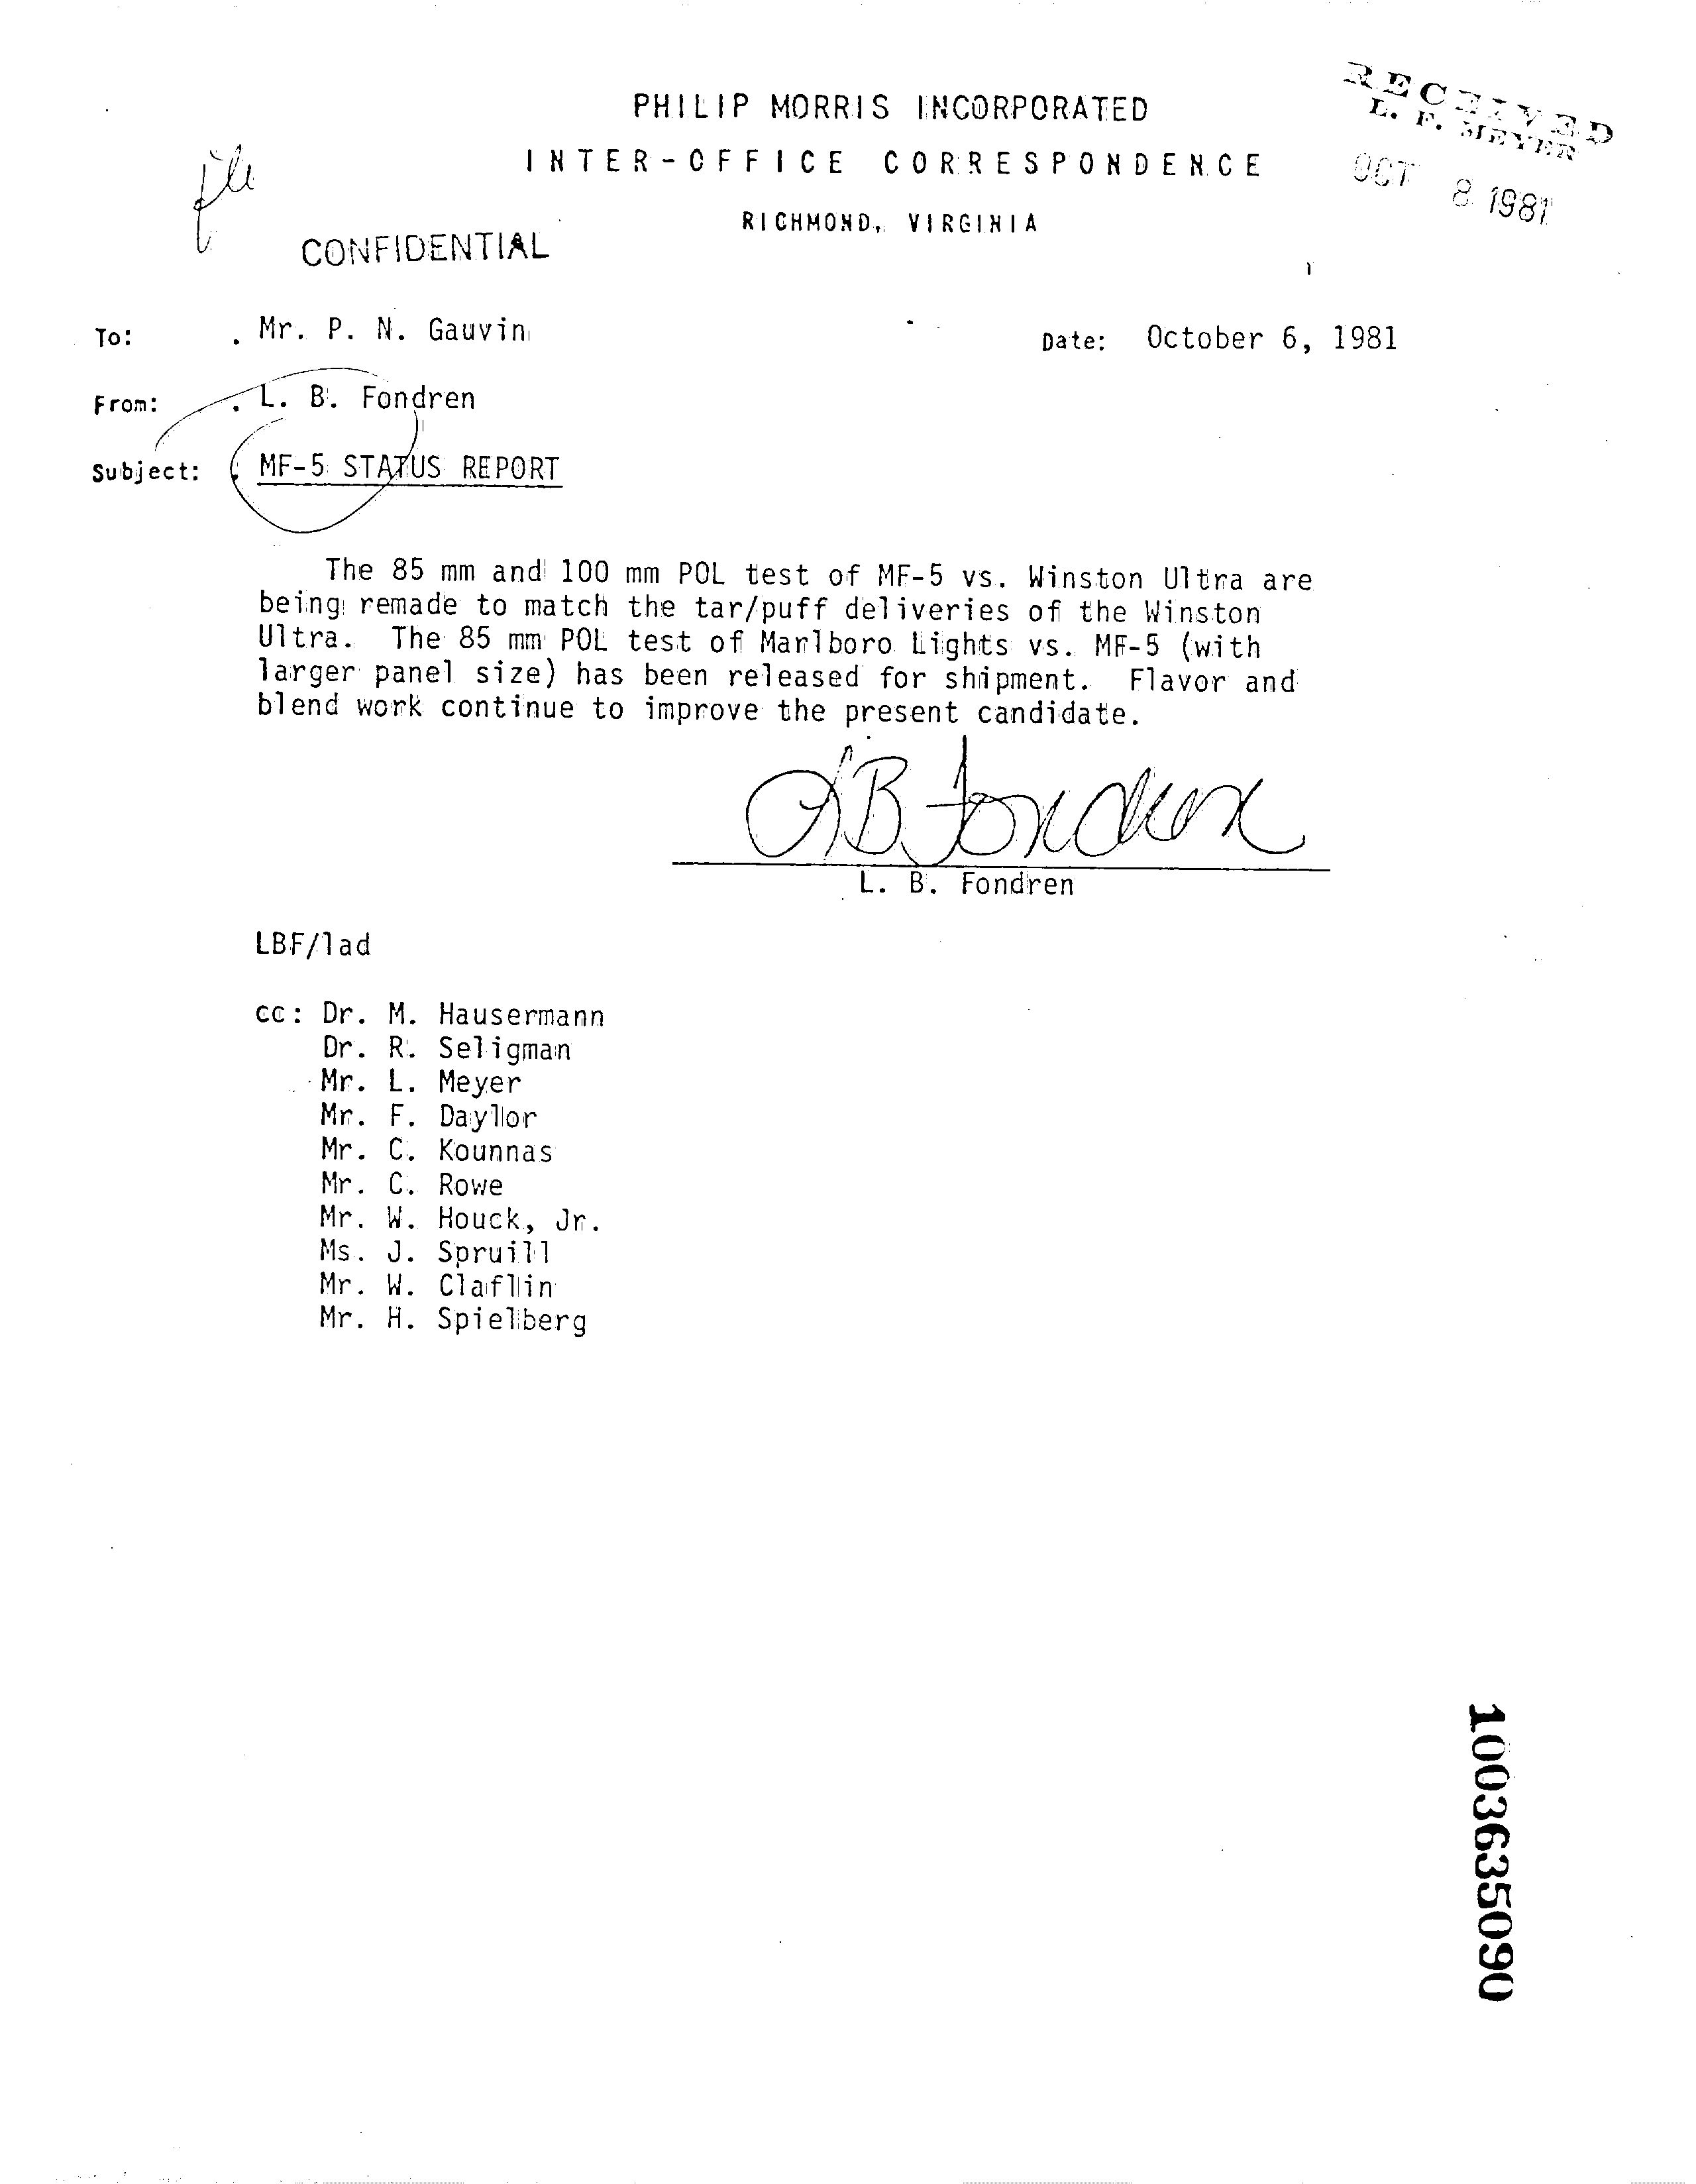 RECEIVED
L. F. MEYER
OCT 8 1981
PHILIP MORRIS INCORPORATED
INTER-OFFICE CORRESPONDENCE
RICHMOND, VIRGINIA
file
CONFIDENTIAL
To: . Mr. P. N. Gauvin Date: October 6, 1981
From: . L. B. Fondren
Subject: . MF-5 STATUS REPORT
The 85 mm and 100 mm POL test of MF-5 vs. Winston Ultra are
being remade to match the tar/puff deliveries of the Winston
Ultra. The 85 mm POL test of Marlboro Lights vs. MF-5 (with
larger panel size) has been released for shipment. Flavor and
blend work continue to improve the present candidate.
LB Fondren
L. B. Fondren
LBF/lad
cc: Dr. M. Hausermann
Dr. R. Seligman
Mr. L. Meyer
Mr. F. Daylor
Mr. C. Kounnas
Mr. C. Rowe
Mr. W. Houck, Jr.
Ms. J. Spruill
Mr. W. Claflin
Mr. H. Spielberg
1003635090